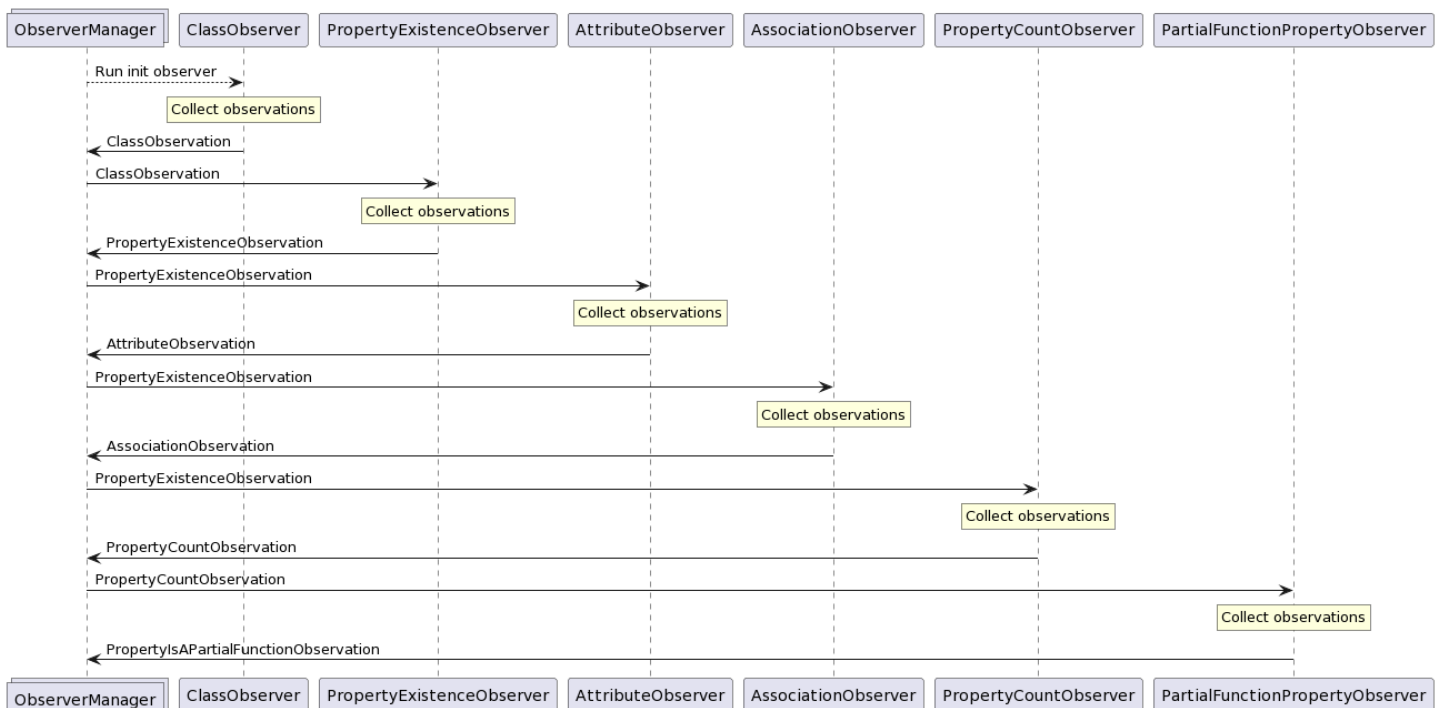 ObserverManager ClassObserver PropertyExistenceObserver AttributeObserver AssociationObserver PropertyCountObserver PartialFunctionPropertyObserver
Run init observer
Collect observations
ClassObservation
ClassObservation
Collect observations
PropertyExistenceObservation
PropertyExistenceObservation
Collect observations
AttributeObservation
PropertyExistenceObservation
Collect observations
AssociationObservation
PropertyExistenceObservation
Collect observations
PropertyCountObservation
PropertyCountObservation
Collect observations
PropertyIsAPartialFunctionObservation
ObserverManager ClassObserver PropertyExistenceObserver AttributeObserver AssociationObserver PropertyCountObserver PartialFunctionPropertyObserver